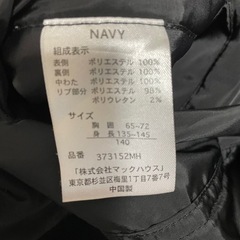 NAVY
組成表示
表側 ポリエステル 100%
裏側 ポリエステル 100%
中わた ポリエステル 100%
リブ部分 ポリエステル 98%
ポリウレタン 2%
サイズ
胸囲 65-72
身長 135-145
140
373152MH
「株式会社マックハウス」
東京都杉並区梅里1丁目7番7号
中国製